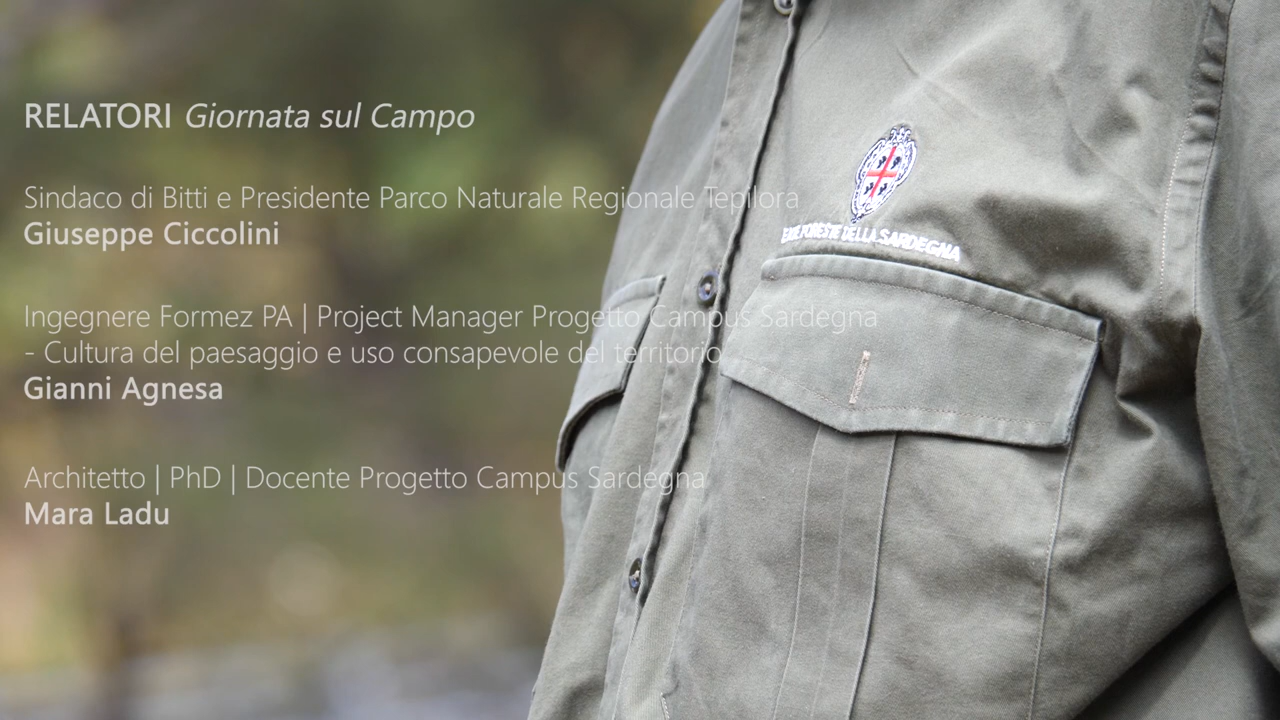 RELATORI Giornata sul Campo
Sindaco di Bitti e Presidente Parco Naturale Regionale Tepilora
Giuseppe Ciccolini
Ingegnere Formez PA | Project Manager Progetto Campus Sardegna
- Cultura del paesaggio e uso consapevole del territorio
Gianni Agnesa
Architetto | PhD | Docente Progetto Campus Sardegna
Mara Ladu
FORESTE DELLA SARDEGNA